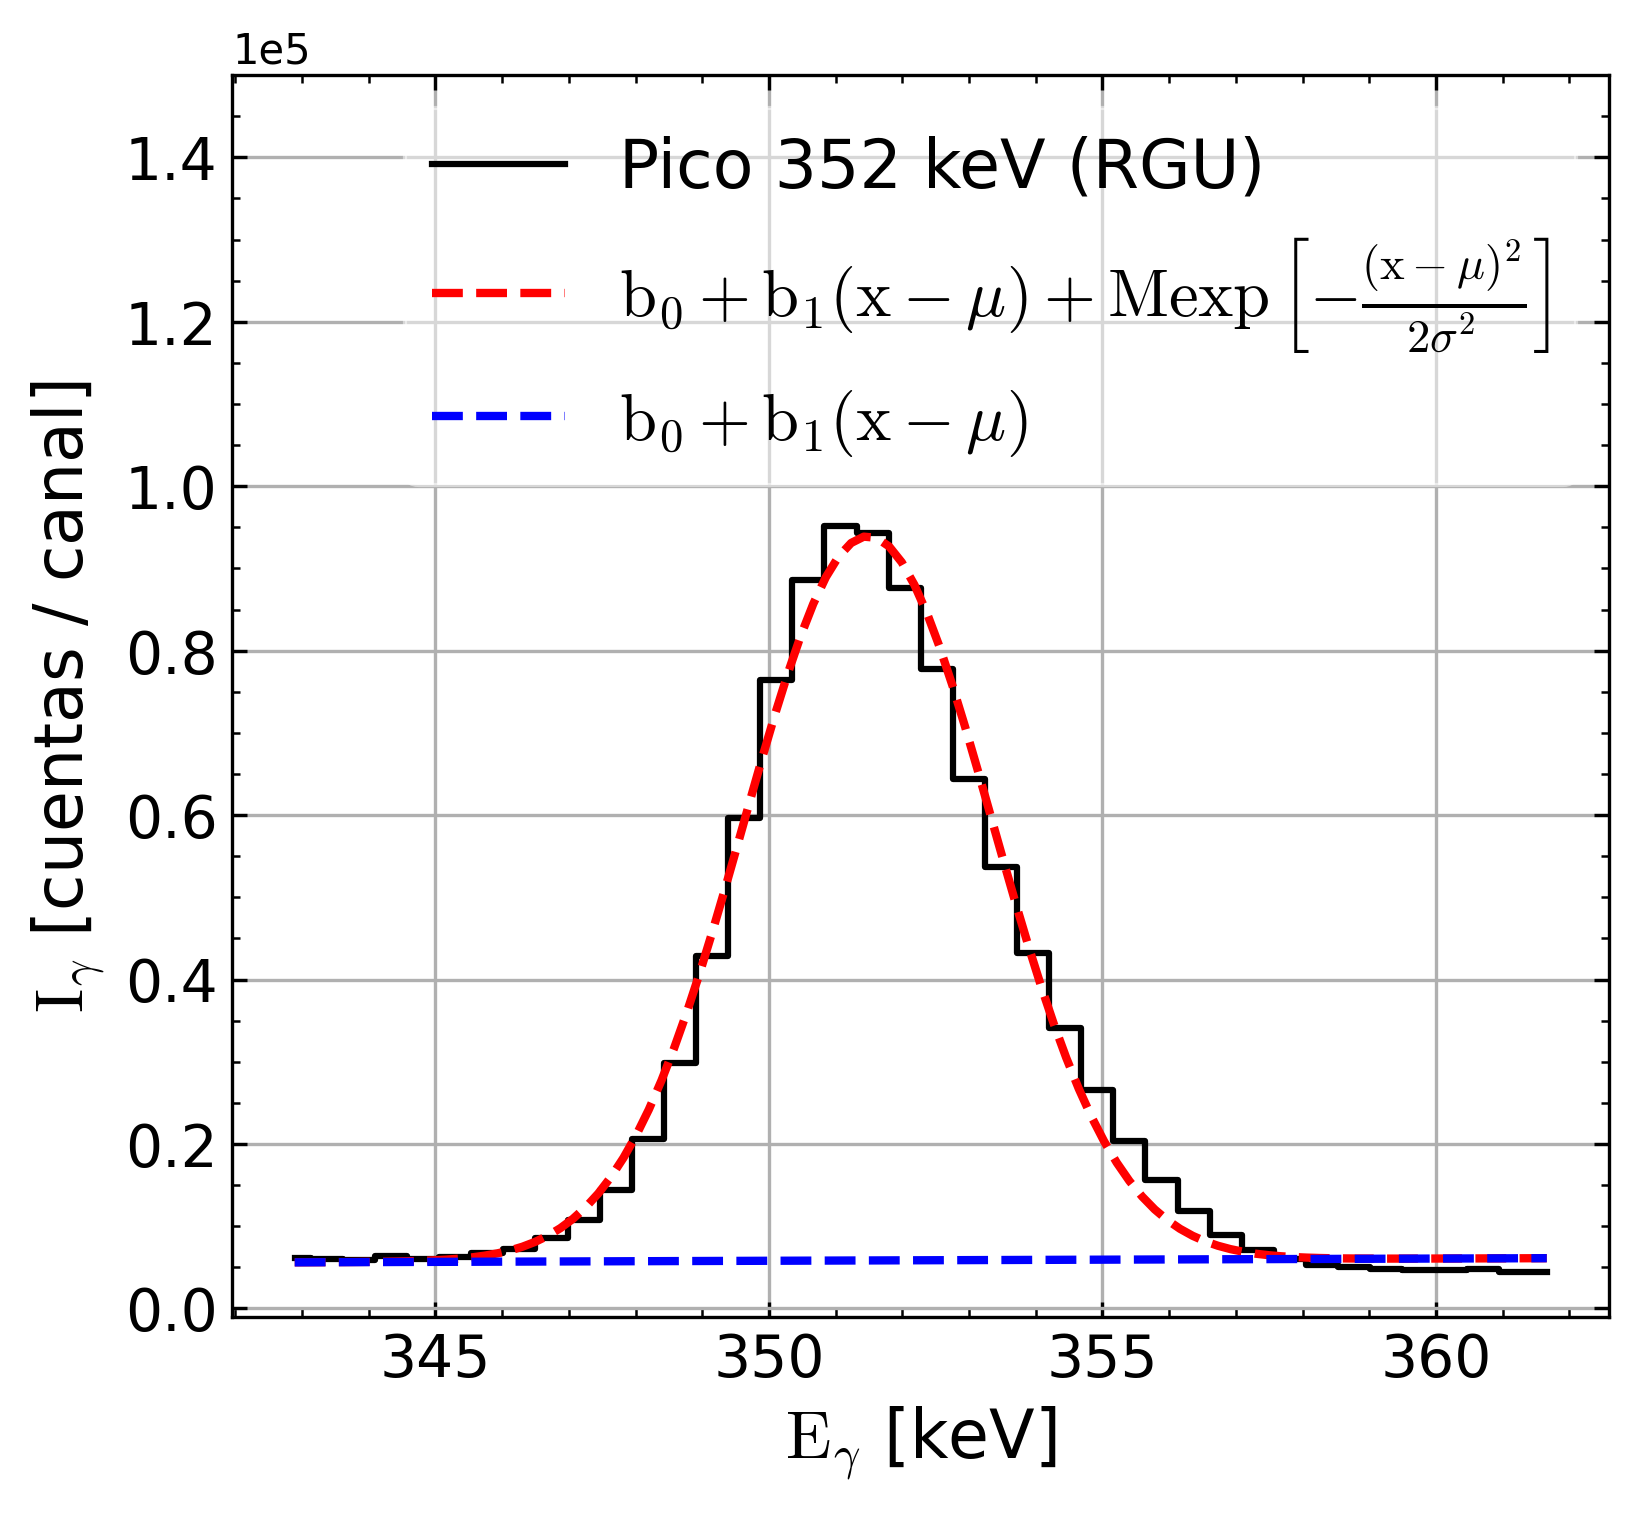 1e5
1.4
1.2
1.0
0.8
0.6
0.4
0.2
0.0
I_γ [cuentas / canal]
Pico 352 keV (RGU)
b₀ + b₁(x − μ) + Mexp [−(x − μ)²/2σ²]
b₀ + b₁(x − μ)
345 350 355 360
E_γ [keV]